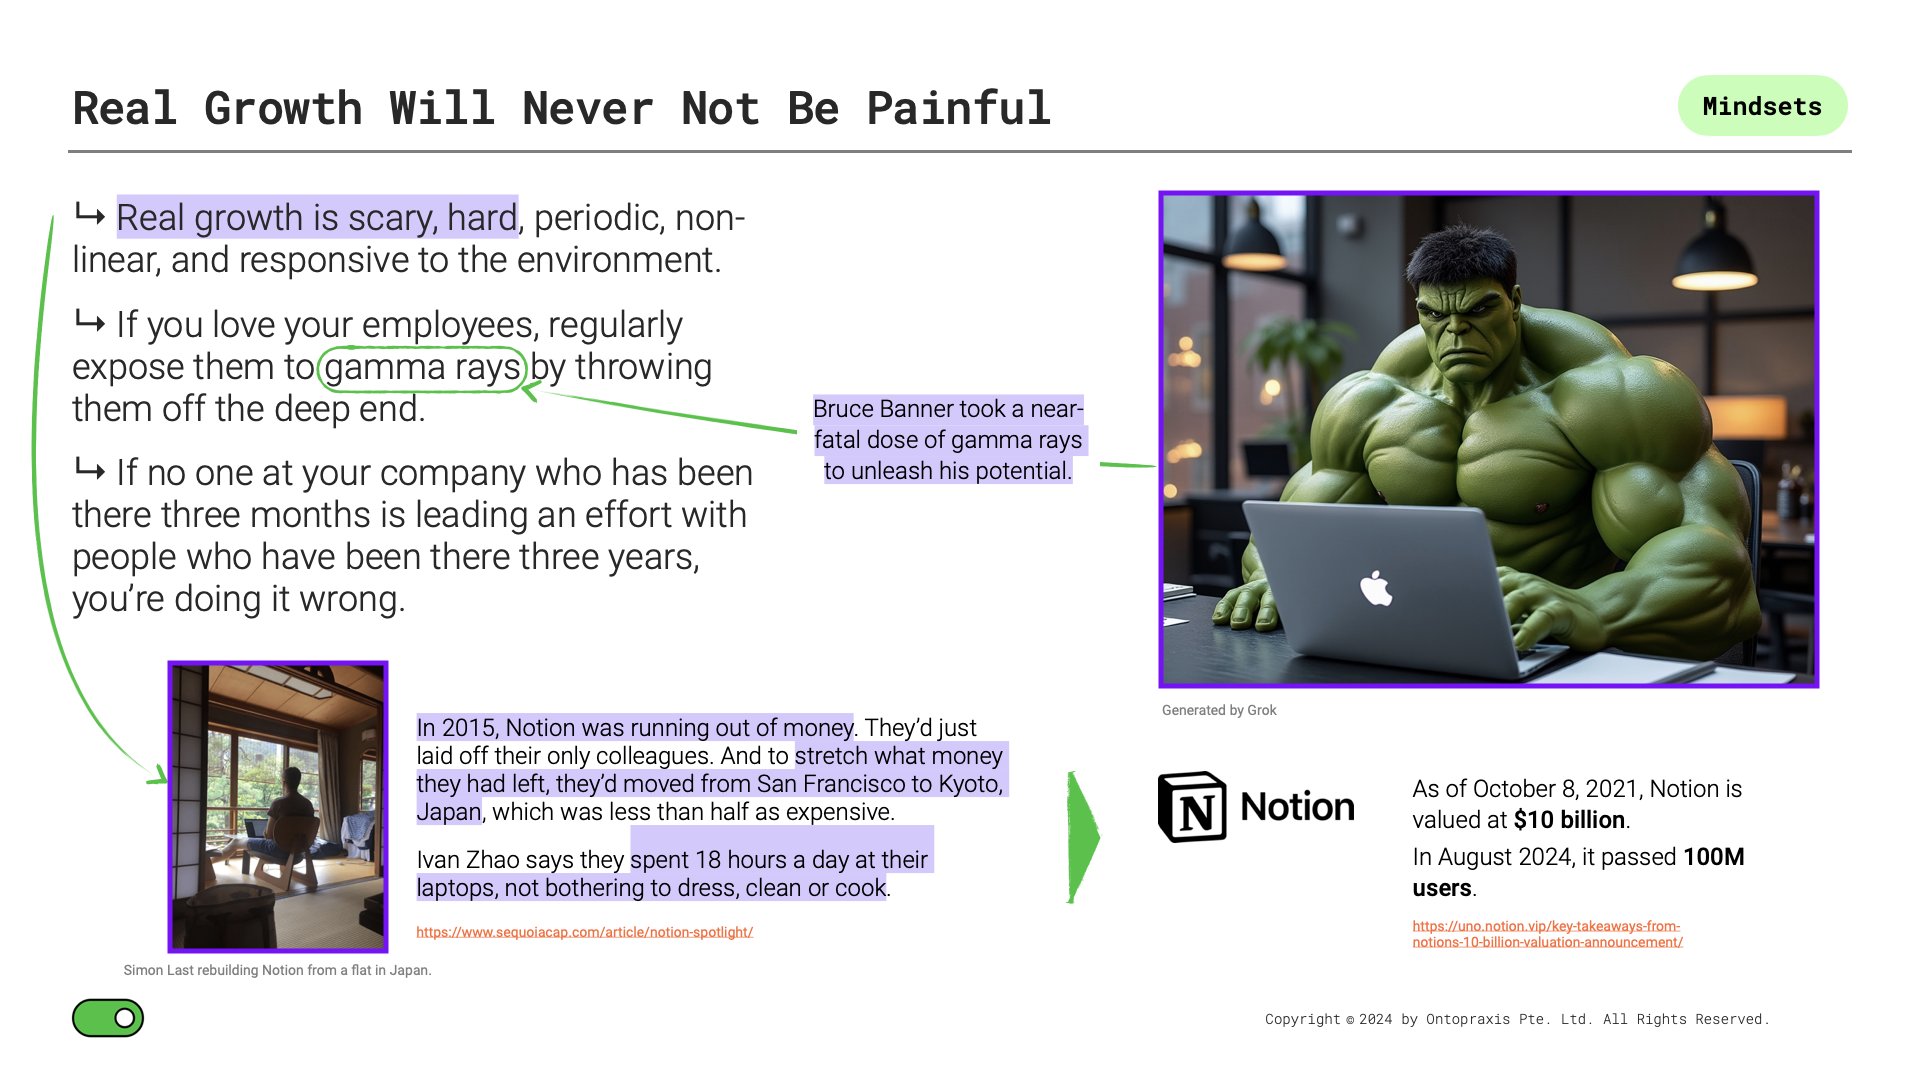 Real Growth Will Never Not Be Painful
Mindsets
↳ Real growth is scary, hard, periodic, non-
linear, and responsive to the environment.
↳ If you love your employees, regularly
expose them to gamma rays by throwing
them off the deep end.
↳ If no one at your company who has been
there three months is leading an effort with
people who have been there three years,
you’re doing it wrong.
Bruce Banner took a near-
fatal dose of gamma rays
to unleash his potential.
Generated by Grok
In 2015, Notion was running out of money. They’d just
laid off their only colleagues. And to stretch what money
they had left, they’d moved from San Francisco to Kyoto,
Japan, which was less than half as expensive.
Ivan Zhao says they spent 18 hours a day at their
laptops, not bothering to dress, clean or cook.
https://www.sequoiacap.com/article/notion-spotlight/
Simon Last rebuilding Notion from a flat in Japan.
N Notion
As of October 8, 2021, Notion is
valued at $10 billion.
In August 2024, it passed 100M
users.
https://uno.notion.vip/key-takeaways-from-
notions-10-billion-valuation-announcement/
Copyright © 2024 by Ontopraxis Pte. Ltd. All Rights Reserved.